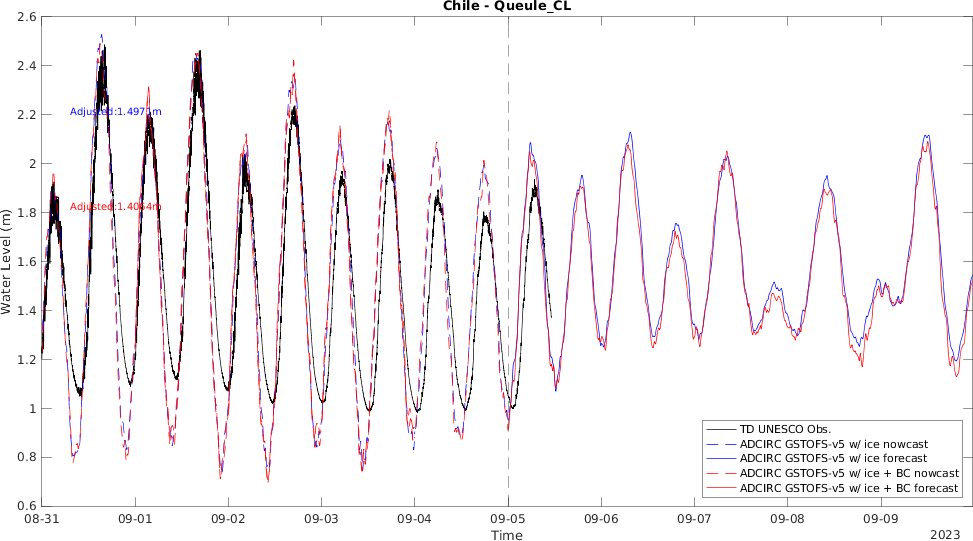 Chile - Queule_CL
2.6
2.4
2.2
2
1.8
1.6
1.4
1.2
1
0.8
0.6
Water Level (m)
Adjusted:1.4971m
Adjusted:1.4064m
TD UNESCO Obs.
ADCIRC GSTOFS-v5 w/ ice nowcast
ADCIRC GSTOFS-v5 w/ ice forecast
ADCIRC GSTOFS-v5 w/ ice + BC nowcast
ADCIRC GSTOFS-v5 w/ ice + BC forecast
08-31 09-01 09-02 09-03 09-04 09-05 09-06 09-07 09-08 09-09
Time
2023